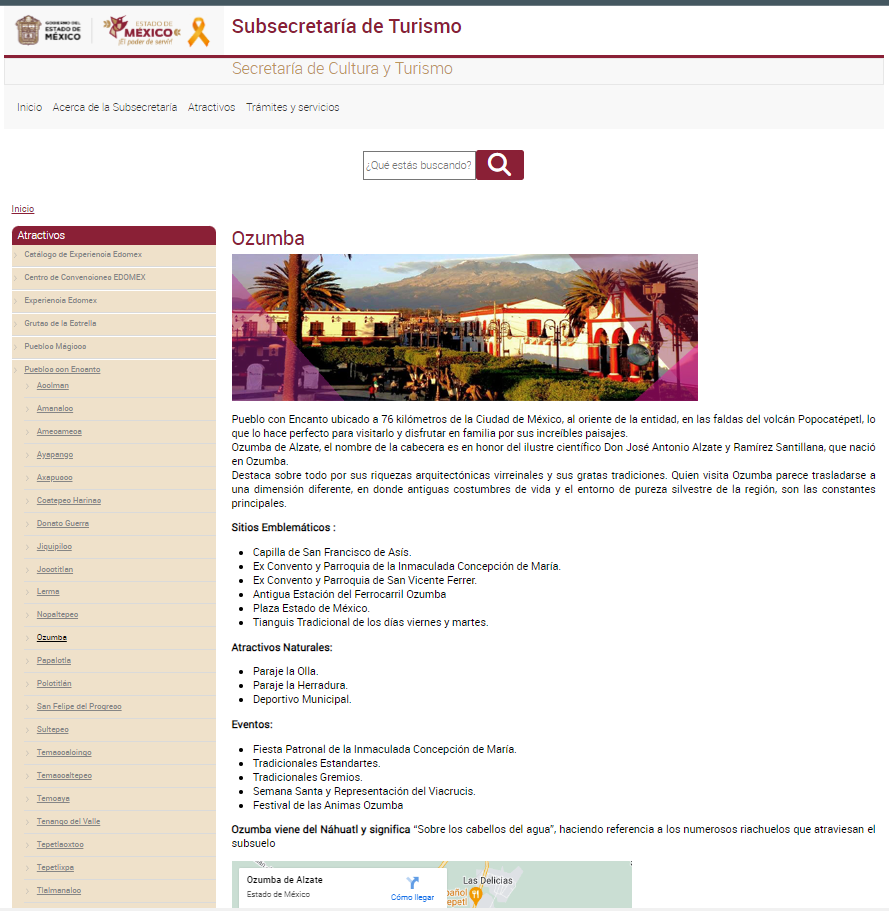 GOBIERNO DEL
ESTADO DE
MÉXICO
ESTADO DE
MÉXICO
¡El poder de servir!
Subsecretaría de Turismo
Secretaría de Cultura y Turismo
Inicio Acerca de la Subsecretaría Atractivos Trámites y servicios
¿Qué estás buscando?
Inicio
Atractivos
Catálogo de Experiencia Edomex
Centro de Convenciones EDOMEX
Experiencia Edomex
Grutas de la Estrella
Pueblos Mágicos
Pueblos con Encanto
Acolman
Amanalco
Amecameca
Ayapango
Axapusco
Coatepec Harinas
Donato Guerra
Jiquipilco
Jocotitlan
Lerma
Nopaltepec
Ozumba
Papalotla
Polotitlán
San Felipe del Progreso
Sultepec
Temascalcingo
Temascaltepec
Temoaya
Tenango del Valle
Tepetlaoxtoc
Tepetlixpa
Tlalmanalco
Ozumba
Pueblo con Encanto ubicado a 76 kilómetros de la Ciudad de México, al oriente de la entidad, en las faldas del volcán Popocatépetl, lo
que lo hace perfecto para visitarlo y disfrutar en familia por sus increíbles paisajes.
Ozumba de Alzate, el nombre de la cabecera es en honor del ilustre científico Don José Antonio Alzate y Ramírez Santillana, que nació
en Ozumba.
Destaca sobre todo por sus riquezas arquitectónicas virreinales y sus gratas tradiciones. Quien visita Ozumba parece trasladarse a
una dimensión diferente, en donde antiguas costumbres de vida y el entorno de pureza silvestre de la región, son las constantes
principales.
Sitios Emblemáticos :
Capilla de San Francisco de Asís.
Ex Convento y Parroquia de la Inmaculada Concepción de María.
Ex Convento y Parroquia de San Vicente Ferrer.
Antigua Estación del Ferrocarril Ozumba
Plaza Estado de México.
Tianguis Tradicional de los días viernes y martes.
Atractivos Naturales:
Paraje la Olla.
Paraje la Herradura.
Deportivo Municipal.
Eventos:
Fiesta Patronal de la Inmaculada Concepción de María.
Tradicionales Estandartes.
Tradicionales Gremios.
Semana Santa y Representación del Viacrucis.
Festival de las Animas Ozumba
Ozumba viene del Náhuatl y significa "Sobre los cabellos del agua", haciendo referencia a los numerosos riachuelos que atraviesan el
subsuelo
Ozumba de Alzate
Estado de México
Cómo llegar
Las Delicias